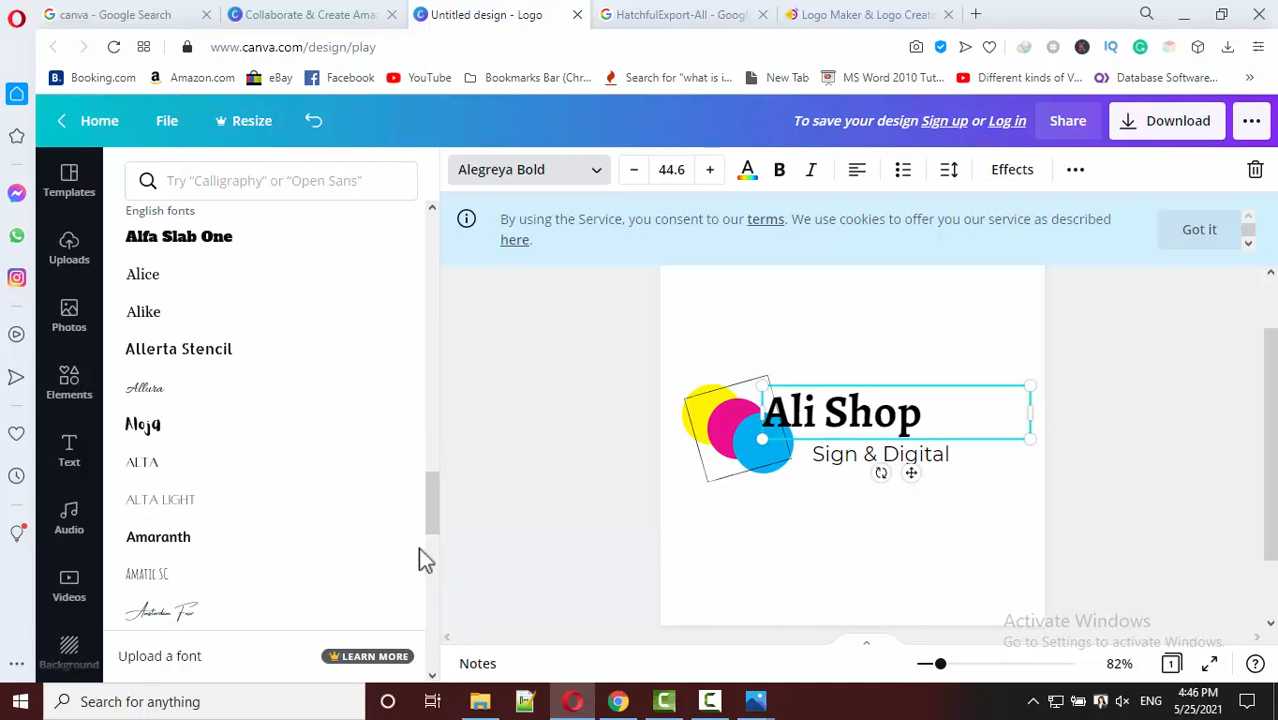 canva - Google Search
Collaborate & Create Ama
Untitled design - Logo
HatchfulExport-All - Goog
Logo Maker & Logo Creato
www.canva.com/design/play
Booking.com
Amazon.com
eBay
Facebook
YouTube
Bookmarks Bar (Chr...
Search for "what is i...
New Tab
MS Word 2010 Tut...
Different kinds of V...
Database Software...
Home
File
Resize
To save your design Sign up or Log in
Share
Download
Templates
Uploads
Photos
Elements
Text
Audio
Videos
Background
Try “Calligraphy” or “Open Sans”
English fonts
Alfa Slab One
Alice
Alike
Allerta Stencil
Allura
Moja
ALTA
ALTA LIGHT
Amaranth
AMATIC SC
Amsterdam Four
Upload a font
LEARN MORE
Alegreya Bold
44.6
A
B
I
Effects
By using the Service, you consent to our terms. We use cookies to offer you our service as described
here.
Got it
Ali Shop
Sign & Digital
Activate Windows
Go to Settings to activate Windows.
Notes
82%
1
Search for anything
ENG
4:46 PM
5/25/2021